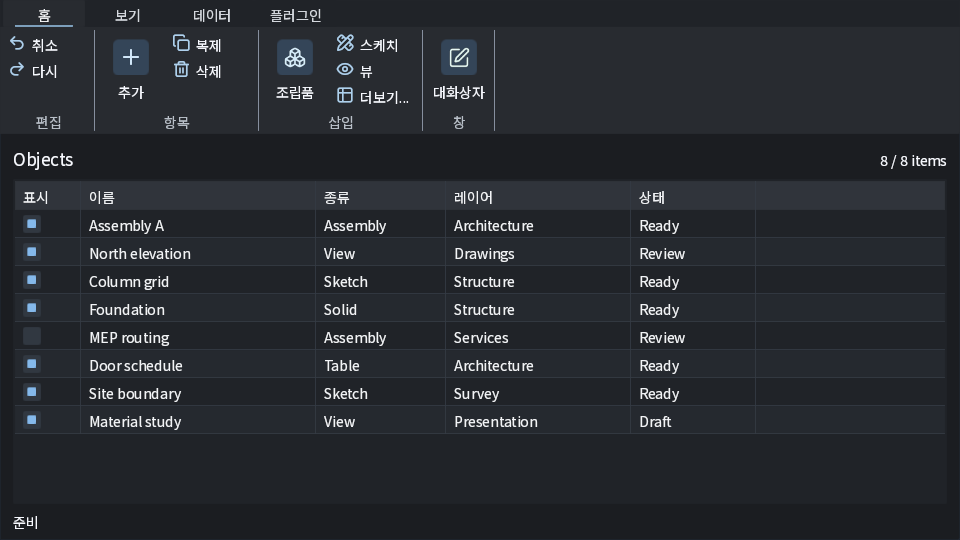 홈 보기 데이터 플러그인
취소
다시
편집
추가
복제
삭제
항목
조립품
스케치
뷰
더보기...
삽입
대화상자
창
Objects
8 / 8 items
표시 이름 종류 레이어 상태
Assembly A Assembly Architecture Ready
North elevation View Drawings Review
Column grid Sketch Structure Ready
Foundation Solid Structure Ready
MEP routing Assembly Services Review
Door schedule Table Architecture Ready
Site boundary Sketch Survey Ready
Material study View Presentation Draft
준비